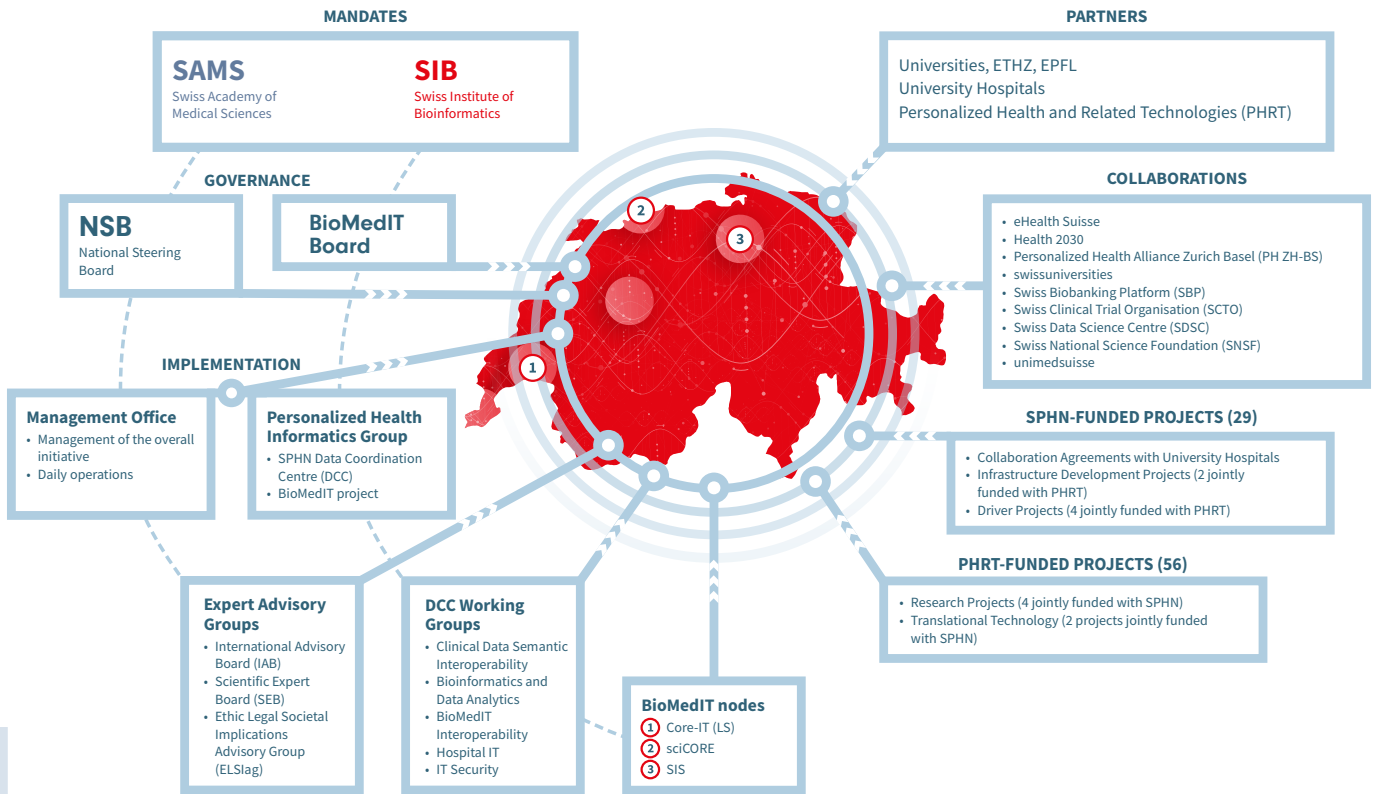 MANDATES
SAMS
Swiss Academy of
Medical Sciences
SIB
Swiss Institute of
Bioinformatics
PARTNERS
Universities, ETHZ, EPFL
University Hospitals
Personalized Health and Related Technologies (PHRT)
GOVERNANCE
NSB
National Steering
Board
BioMedIT
Board
COLLABORATIONS
• eHealth Suisse
• Health 2030
• Personalized Health Alliance Zurich Basel (PH ZH-BS)
• swissuniversities
• Swiss Biobanking Platform (SBP)
• Swiss Clinical Trial Organisation (SCTO)
• Swiss Data Science Centre (SDSC)
• Swiss National Science Foundation (SNSF)
• unimedsuisse
2
3
1
IMPLEMENTATION
Management Office
• Management of the overall
initiative
• Daily operations
Personalized Health
Informatics Group
• SPHN Data Coordination
Centre (DCC)
• BioMedIT project
SPHN-FUNDED PROJECTS (29)
• Collaboration Agreements with University Hospitals
• Infrastructure Development Projects (2 jointly
funded with PHRT)
• Driver Projects (4 jointly funded with PHRT)
PHRT-FUNDED PROJECTS (56)
• Research Projects (4 jointly funded with SPHN)
• Translational Technology (2 projects jointly funded
with SPHN)
Expert Advisory
Groups
• International Advisory
Board (IAB)
• Scientific Expert
Board (SEB)
• Ethic Legal Societal
Implications
Advisory Group
(ELSIag)
DCC Working
Groups
• Clinical Data Semantic
Interoperability
• Bioinformatics and
Data Analytics
• BioMedIT
Interoperability
• Hospital IT
• IT Security
BioMedIT nodes
1 Core-IT (LS)
2 sciCORE
3 SIS